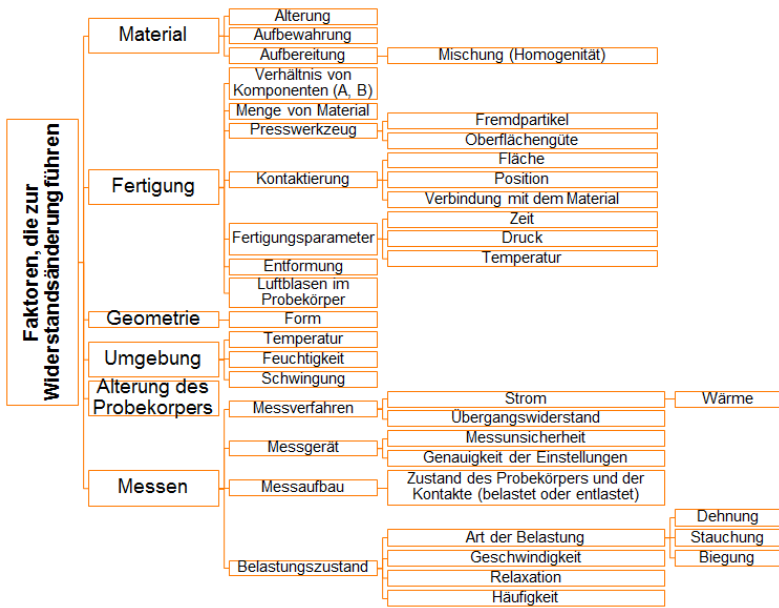 Faktoren, die zur
Widerstandsänderung führen
Material
Alterung
Aufbewahrung
Aufbereitung
Mischung (Homogenität)
Fertigung
Verhältnis von
Komponenten (A, B)
Menge von Material
Presswerkzeug
Fremdpartikel
Oberflächengüte
Kontaktierung
Fläche
Position
Verbindung mit dem Material
Fertigungsparameter
Zeit
Druck
Temperatur
Entformung
Luftblasen im
Probekörper
Geometrie
Form
Umgebung
Temperatur
Feuchtigkeit
Schwingung
Alterung des
Probekorpers
Messen
Messverfahren
Strom
Wärme
Übergangswiderstand
Messgerät
Messunsicherheit
Genauigkeit der Einstellungen
Messaufbau
Zustand des Probekörpers und der
Kontakte (belastet oder entlastet)
Belastungszustand
Art der Belastung
Dehnung
Stauchung
Biegung
Geschwindigkeit
Relaxation
Häufigkeit